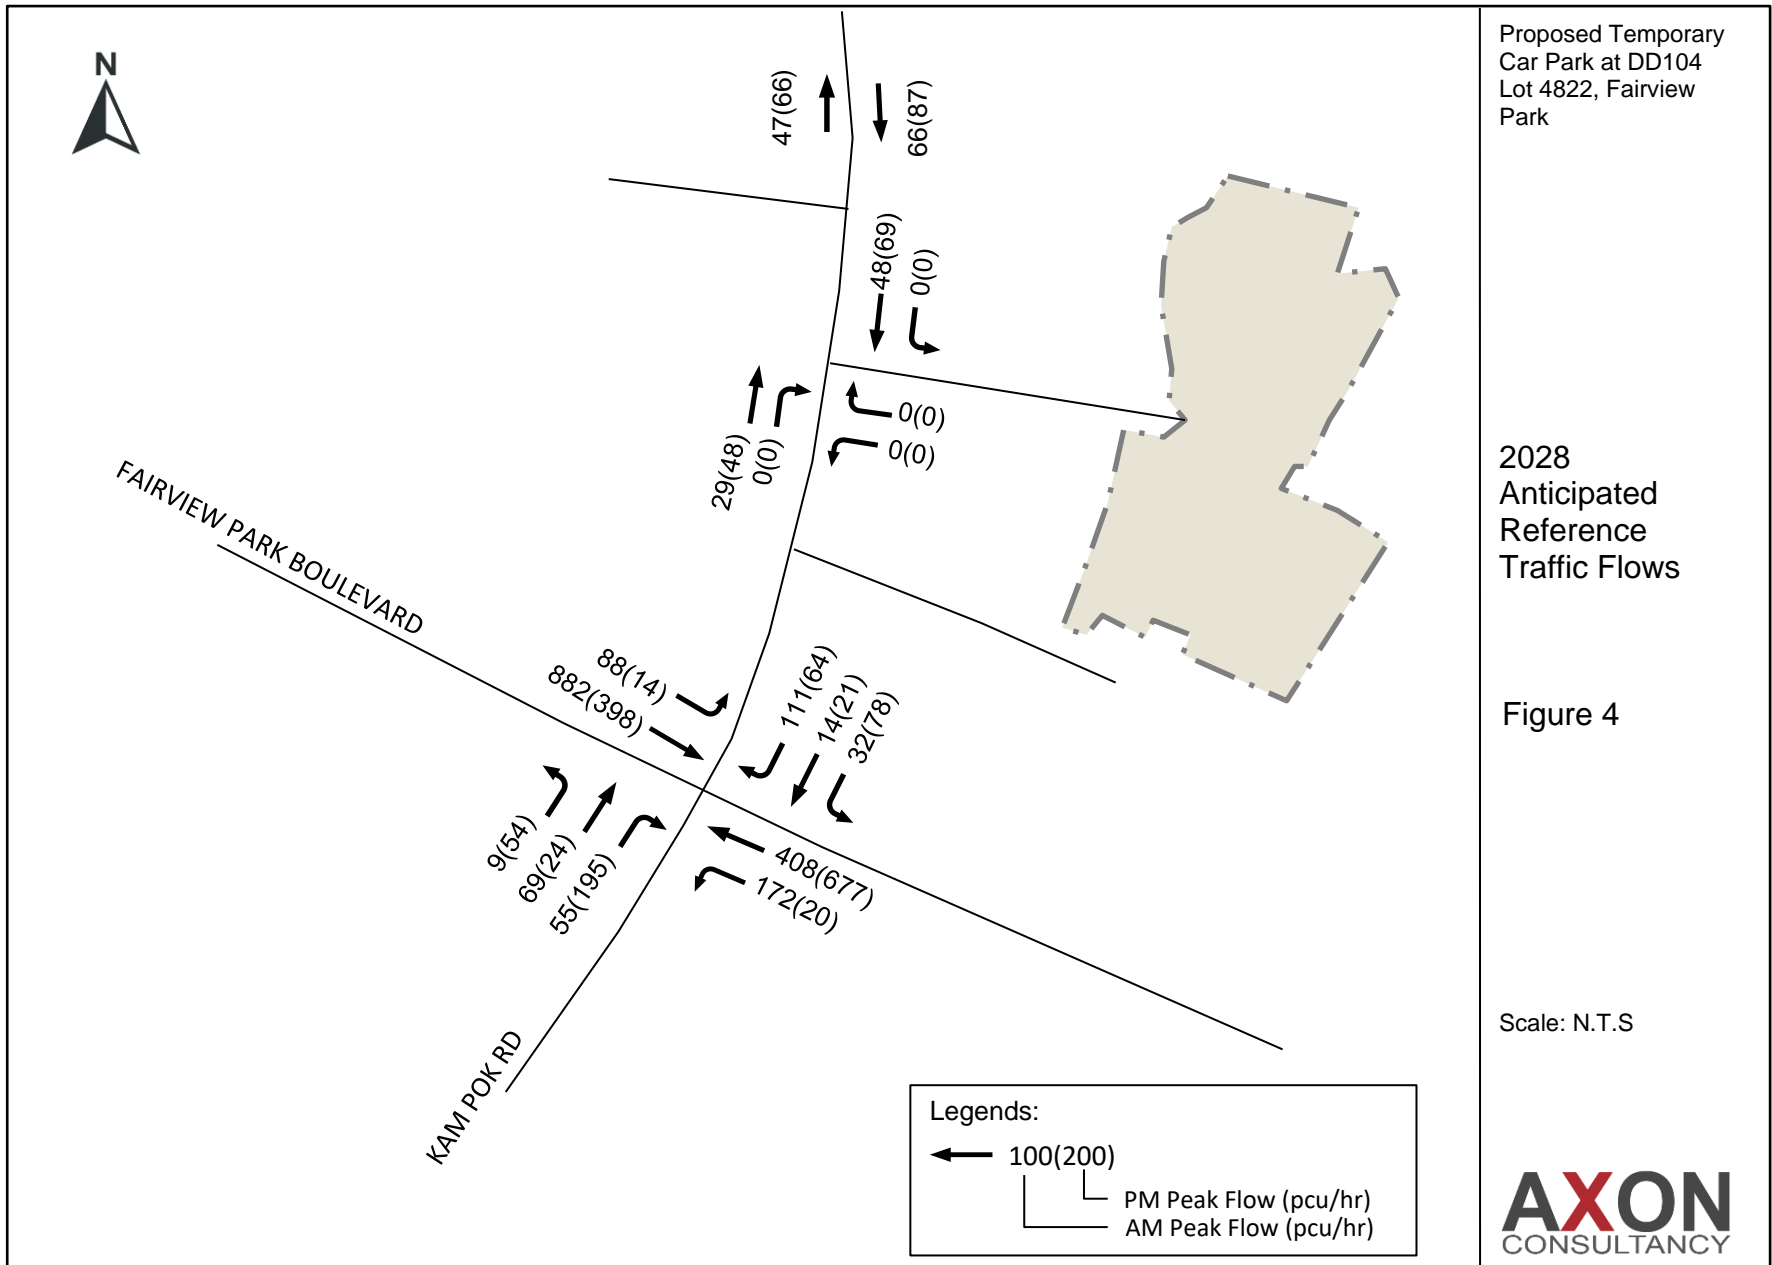 N
47(66)
66(87)
48(69)
0(0)
29(48)
0(0)
0(0)
0(0)
FAIRVIEW PARK BOULEVARD
88(14)
882(398)
111(64)
14(21)
32(78)
9(54)
69(24)
55(195)
408(677)
172(20)
KAM POK RD
Legends:
100(200)
PM Peak Flow (pcu/hr)
AM Peak Flow (pcu/hr)
Proposed Temporary
Car Park at DD104
Lot 4822, Fairview
Park
2028
Anticipated
Reference
Traffic Flows
Figure 4
Scale: N.T.S
AXON
CONSULTANCY